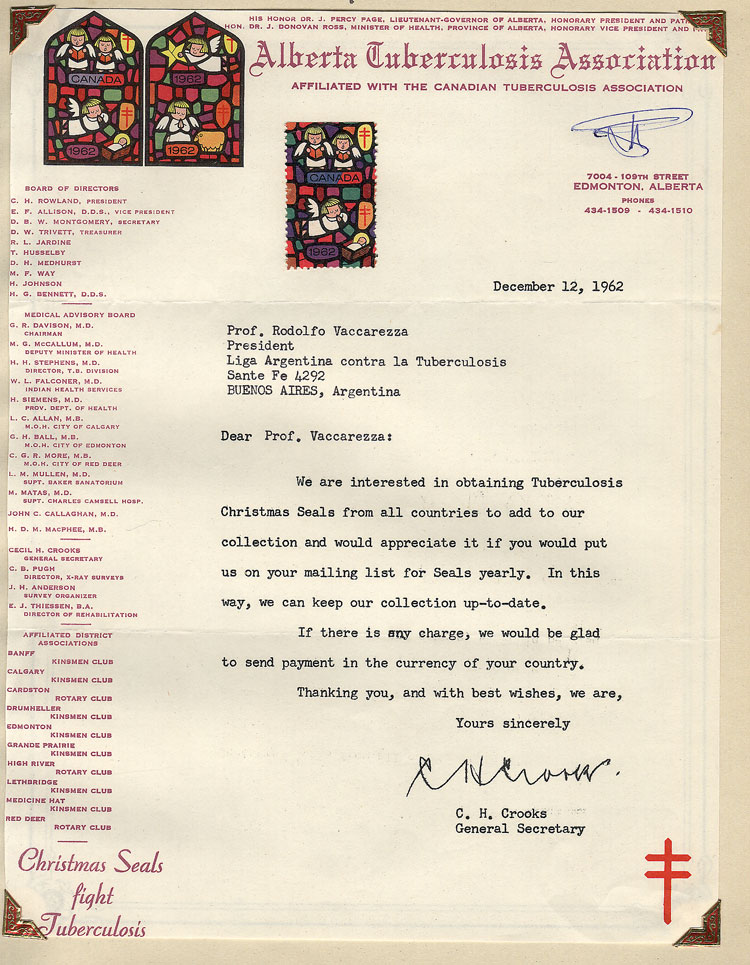 HIS HONOR DR. J. PERCY PAGE, LIEUTENANT-GOVERNOR OF ALBERTA, HONORARY PRESIDENT AND
HON. DR. J. DONOVAN ROSS, MINISTER OF HEALTH, PROVINCE OF ALBERTA, HONORARY VICE PRESIDENT AND
Alberta Tuberculosis Association
AFFILIATED WITH THE CANADIAN TUBERCULOSIS ASSOCIATION
CANADA
1962
1962
1962
CANADA
1962
7004 - 109TH STREET
EDMONTON, ALBERTA
PHONES
434-1509 - 434-1510
BOARD OF DIRECTORS
C. H. ROWLAND, PRESIDENT
E. F. ALLISON, D.D.S., VICE PRESIDENT
D. B. W. MONTGOMERY, SECRETARY
D. W. TRIVETT, TREASURER
R. L. JARDINE
T. HUSSELBY
D. H. MEDHURST
M. F. WAY
H. JOHNSON
H. G. BENNETT, D.D.S.
MEDICAL ADVISORY BOARD
G. R. DAVISON, M.D.
CHAIRMAN
M. G. McCALLUM, M.D.
DEPUTY MINISTER OF HEALTH
H. H. STEPHENS, M.D.
DIRECTOR, T.B. DIVISION
W. L. FALCONER, M.D.
INDIAN HEALTH SERVICES
H. SIEMENS, M.D.
PROV. DEPT. OF HEALTH
L. C. ALLAN, M.B.
M.O.H. CITY OF CALGARY
G. H. BALL, M.B.
M.O.H. CITY OF EDMONTON
C. G. R. MORE, M.B.
M.O.H. CITY OF RED DEER
L. M. MULLEN, M.D.
SUPT. BAKER SANATORIUM
M. MATAS, M.D.
SUPT. CHARLES CAMSELL HOSP.
JOHN C. CALLAGHAN, M.D.
H. D. M. MacPHEE, M.B.
CECIL H. CROOKS
GENERAL SECRETARY
C. B. PUGH
DIRECTOR, X-RAY SURVEYS
J. H. ANDERSON
SURVEY ORGANIZER
E. J. THIESSEN, B.A.
DIRECTOR OF REHABILITATION
AFFILIATED DISTRICT
ASSOCIATIONS
BANFF
KINSMEN CLUB
CALGARY
KINSMEN CLUB
CARDSTON
ROTARY CLUB
DRUMHELLER
KINSMEN CLUB
EDMONTON
KINSMEN CLUB
GRANDE PRAIRIE
KINSMEN CLUB
HIGH RIVER
ROTARY CLUB
LETHBRIDGE
KINSMEN CLUB
MEDICINE HAT
KINSMEN CLUB
RED DEER
ROTARY CLUB
Christmas Seals
fight
Tuberculosis
December 12, 1962
Prof. Rodolfo Vaccarezza
President
Liga Argentina contra la Tuberculosis
Sante Fe 4292
BUENOS AIRES, Argentina
Dear Prof. Vaccarezza:
We are interested in obtaining Tuberculosis
Christmas Seals from all countries to add to our
collection and would appreciate it if you would put
us on your mailing list for Seals yearly. In this
way, we can keep our collection up-to-date.
If there is any charge, we would be glad
to send payment in the currency of your country.
Thanking you, and with best wishes, we are,
Yours sincerely
C H Crooks.
C. H. Crooks
General Secretary